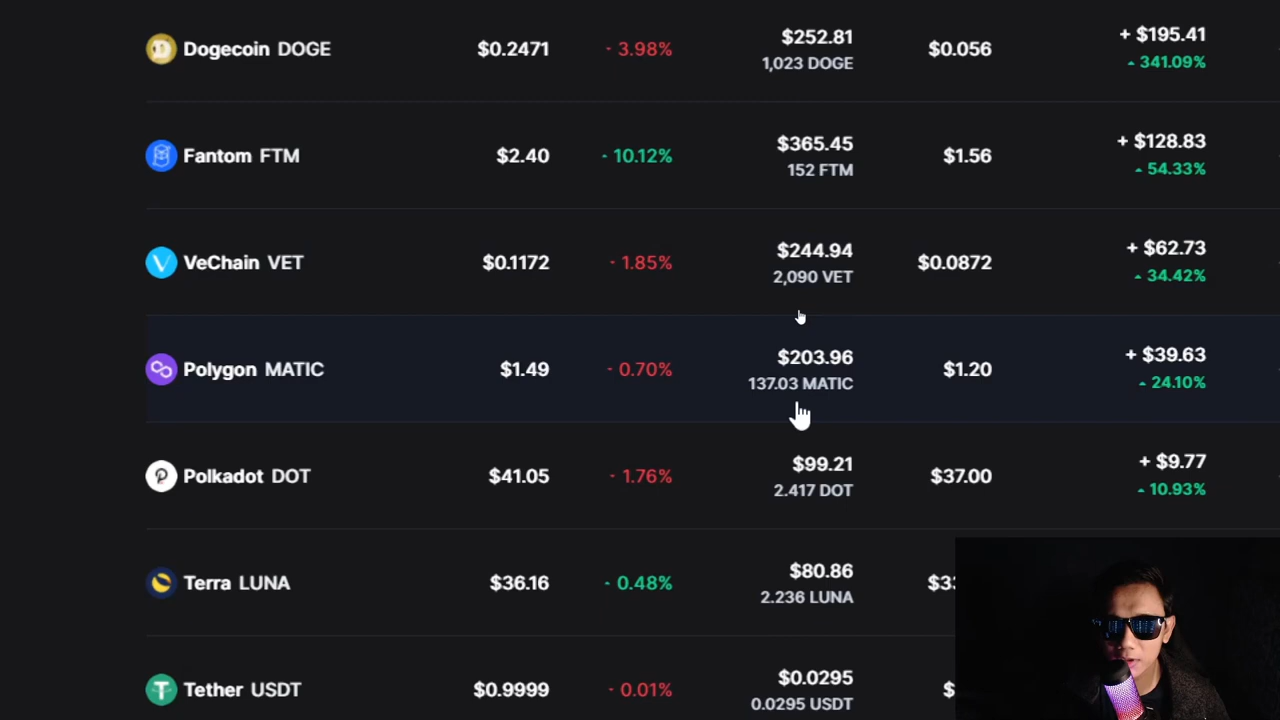 Dogecoin DOGE $0.2471 3.98% $252.81 $0.056 + $195.41
1,023 DOGE 341.09%
Fantom FTM $2.40 10.12% $365.45 $1.56 + $128.83
152 FTM 54.33%
VeChain VET $0.1172 1.85% $244.94 $0.0872 + $62.73
2,090 VET 34.42%
Polygon MATIC $1.49 0.70% $203.96 $1.20 + $39.63
137.03 MATIC 24.10%
Polkadot DOT $41.05 1.76% $99.21 $37.00 + $9.77
2.417 DOT 10.93%
Terra LUNA $36.16 0.48% $80.86
2.236 LUNA
Tether USDT $0.9999 0.01% $0.0295
0.0295 USDT